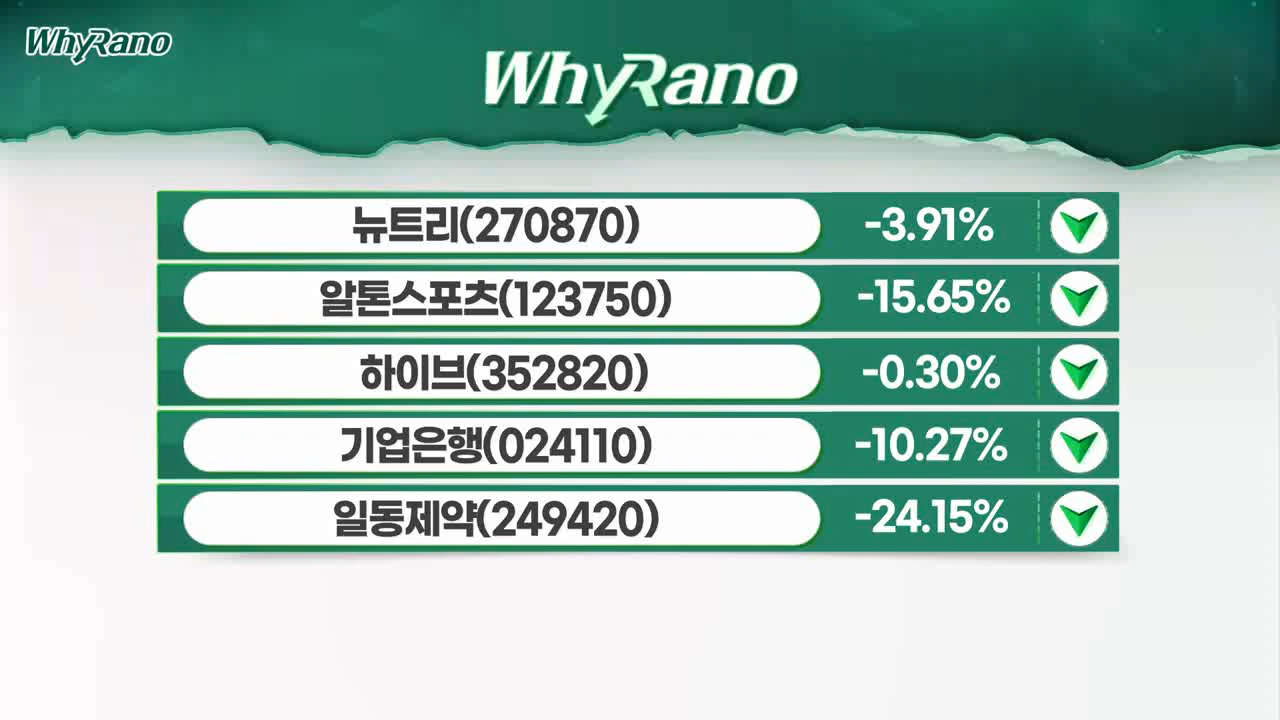 WhyRano
WhyRano
뉴트리(270870) -3.91%
알톤스포츠(123750) -15.65%
하이브(352820) -0.30%
기업은행(024110) -10.27%
일동제약(249420) -24.15%